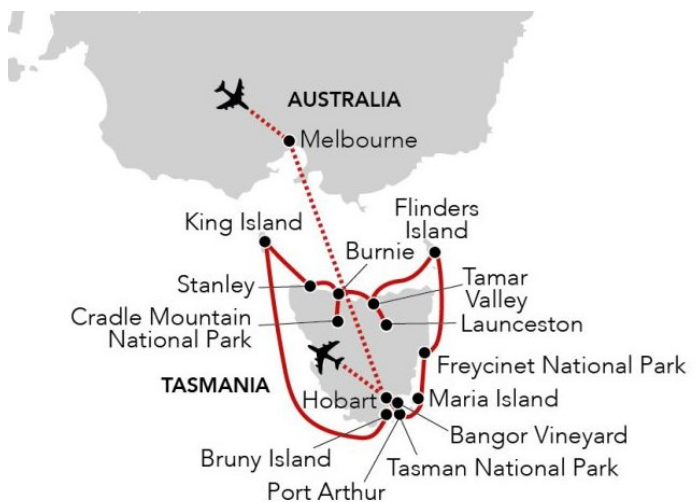 AUSTRALIA
Melbourne
King Island
Flinders
Island
Burnie
Stanley
Tamar
Valley
Cradle Mountain
National Park
Launceston
Freycinet National Park
TASMANIA
Hobart
Maria Island
Bangor Vineyard
Bruny Island
Tasman National Park
Port Arthur